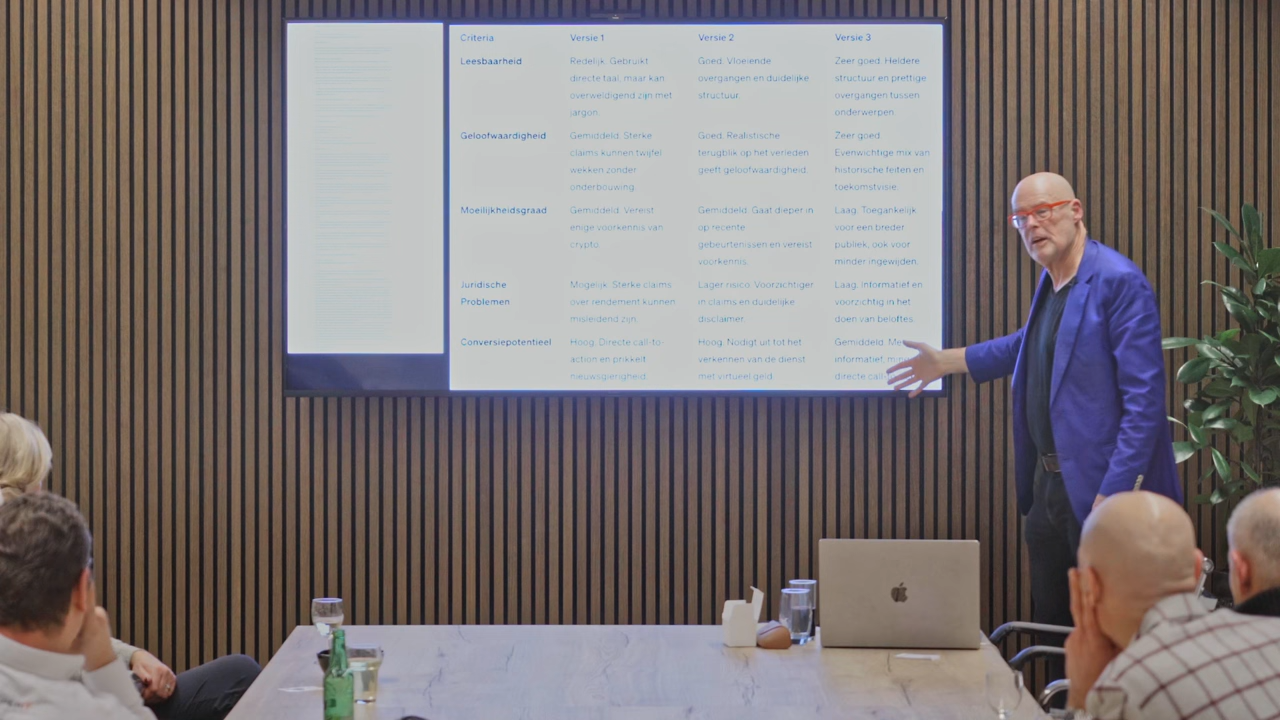 Criteria Versie 1 Versie 2 Versie 3
Leesbaarheid
Redelijk. Gebruikt
directe taal, maar kan
overweldigend zijn met
jargon.
Goed. Vloeiende
overgangen en duidelijke
structuur.
Zeer goed. Heldere
structuur en prettige
overgangen tussen
onderwerpen.
Geloofwaardigheid
Gemiddeld. Sterke
claims kunnen twijfel
wekken zonder
onderbouwing.
Goed. Realistische
terugblik op het verleden
geeft geloofwaardigheid.
Zeer goed.
Evenwichtige mix van
historische feiten en
toekomstvisie.
Moeilijkheidsgraad
Gemiddeld. Vereist
enige voorkennis van
crypto.
Gemiddeld. Gaat dieper in
op recente
gebeurtenissen en vereist
voorkennis.
Laag. Toegankelijk
voor een breder
publiek, ook voor
minder ingewijden.
Juridische
Problemen
Mogelijk. Sterke claims
over rendement kunnen
misleidend zijn.
Lager risico. Voorzichtiger
in claims en duidelijke
disclaimer.
Laag. Informatief en
voorzichtig in het
doen van beloftes.
Conversiepotentieel
Hoog. Directe call-to-
action en prikkelt
nieuwsgierigheid.
Hoog. Nodigt uit tot het
verkennen van de dienst
met virtueel geld.
Gemiddeld.
informatief,
directe